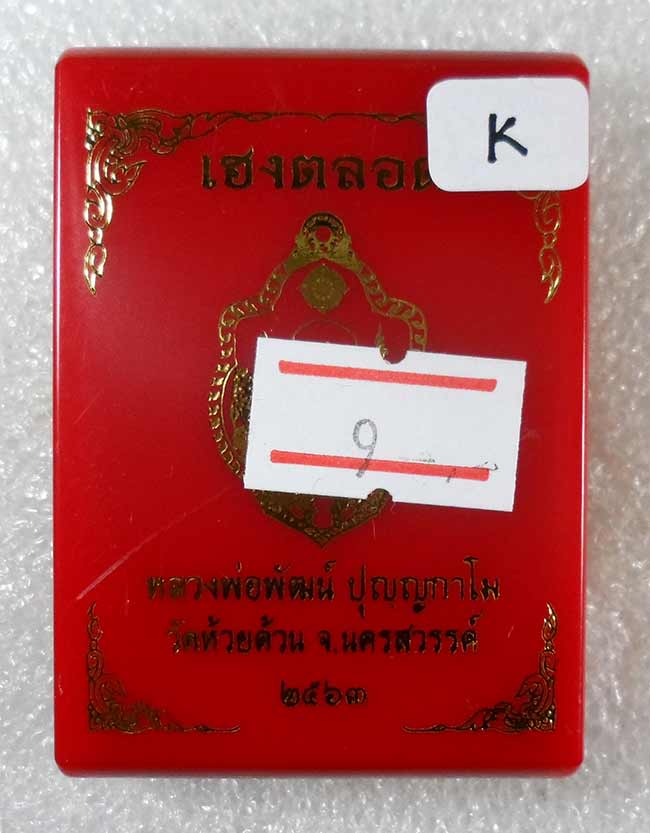 K
เฮงตลอด
9
หลวงพ่อพัฒน์ ปุญฺญกาโม
วัดห้วยด้วน จ.นครสวรรค์
๒๕๖๓